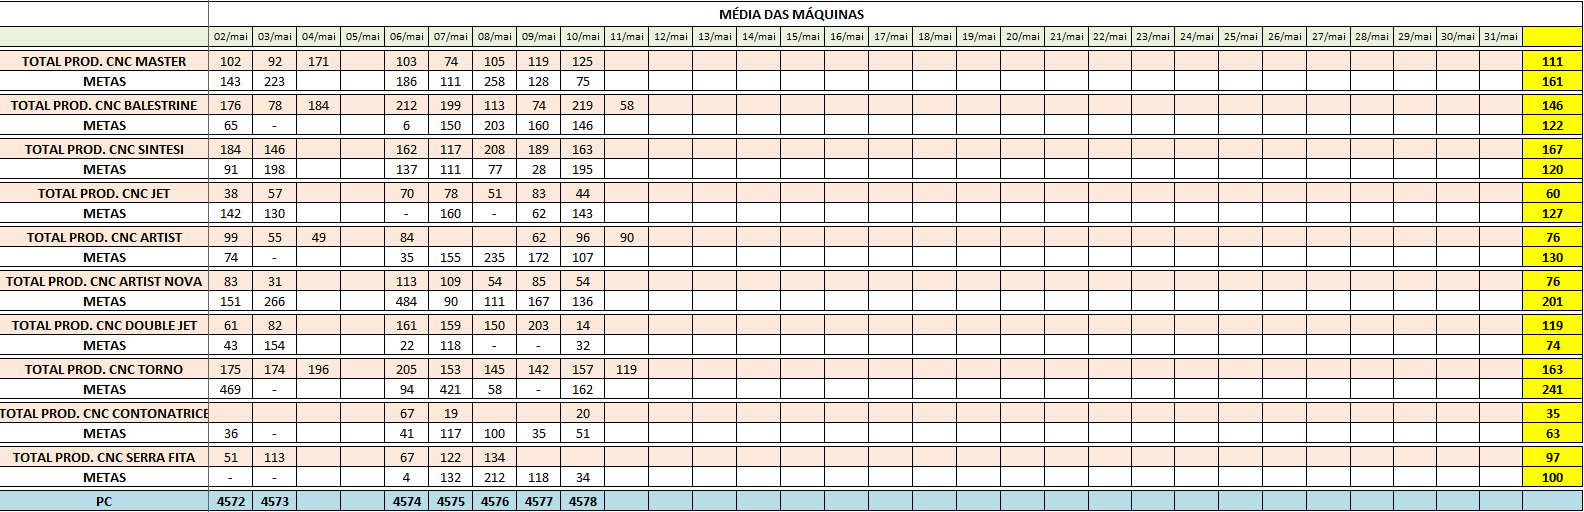 MÉDIA DAS MÁQUINAS
02/mai 03/mai 04/mai 05/mai 06/mai 07/mai 08/mai 09/mai 10/mai 11/mai 12/mai 13/mai 14/mai 15/mai 16/mai 17/mai 18/mai 19/mai 20/mai 21/mai 22/mai 23/mai 24/mai 25/mai 26/mai 27/mai 28/mai 29/mai 30/mai 31/mai
TOTAL PROD. CNC MASTER 102 92 171 103 74 105 119 125 111
METAS 143 223 186 111 258 128 75 161
TOTAL PROD. CNC BALESTRINE 176 78 184 212 199 113 74 219 58 146
METAS 65 - 6 150 203 160 146 122
TOTAL PROD. CNC SINTESI 184 146 162 117 208 189 163 167
METAS 91 198 137 111 77 28 195 120
TOTAL PROD. CNC JET 38 57 70 78 51 83 44 60
METAS 142 130 - 160 - 62 143 127
TOTAL PROD. CNC ARTIST 99 55 49 84 62 96 90 76
METAS 74 - 35 155 235 172 107 130
TOTAL PROD. CNC ARTIST NOVA 83 31 113 109 54 85 54 76
METAS 151 266 484 90 111 167 136 201
TOTAL PROD. CNC DOUBLE JET 61 82 161 159 150 203 14 119
METAS 43 154 22 118 - - 32 74
TOTAL PROD. CNC TORNO 175 174 196 205 153 145 142 157 119 163
METAS 469 - 94 421 58 - 162 241
TOTAL PROD. CNC CONTONATRICE 67 19 20 35
METAS 36 - 41 117 100 35 51 63
TOTAL PROD. CNC SERRA FITA 51 113 67 122 134 97
METAS - - 4 132 212 118 34 100
PC 4572 4573 4574 4575 4576 4577 4578